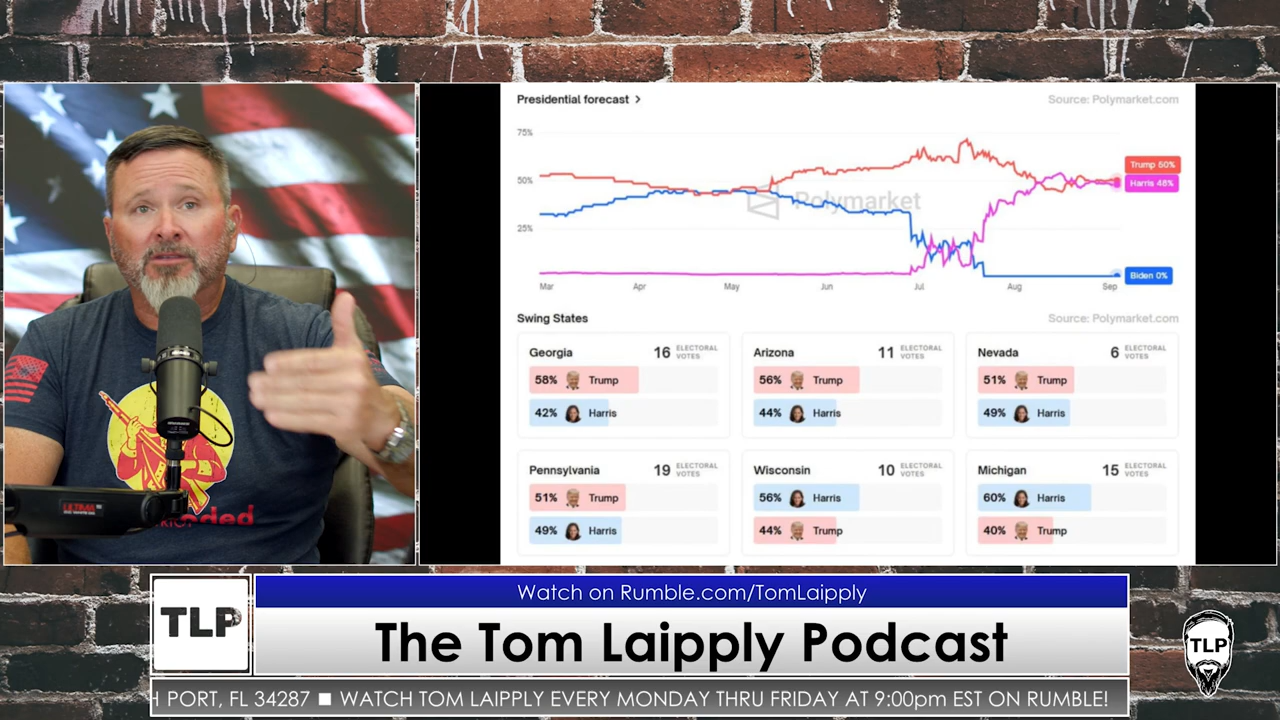 Presidential forecast >
Source: Polymarket.com
75%
50%
25%
Polymarket
Trump 50%
Harris 48%
Biden 0%
Mar Apr May Jun Jul Aug Sep
Swing States
Source: Polymarket.com
Georgia 16 ELECTORAL VOTES
58% Trump
42% Harris
Arizona 11 ELECTORAL VOTES
56% Trump
44% Harris
Nevada 6 ELECTORAL VOTES
51% Trump
49% Harris
Pennsylvania 19 ELECTORAL VOTES
51% Trump
49% Harris
Wisconsin 10 ELECTORAL VOTES
56% Harris
44% Trump
Michigan 15 ELECTORAL VOTES
60% Harris
40% Trump
ULTIMA
TLP
Watch on Rumble.com/TomLaipply
The Tom Laipply Podcast
TLP
H PORT, FL 34287 ■ WATCH TOM LAIPPLY EVERY MONDAY THRU FRIDAY AT 9:00pm EST ON RUMBLE!